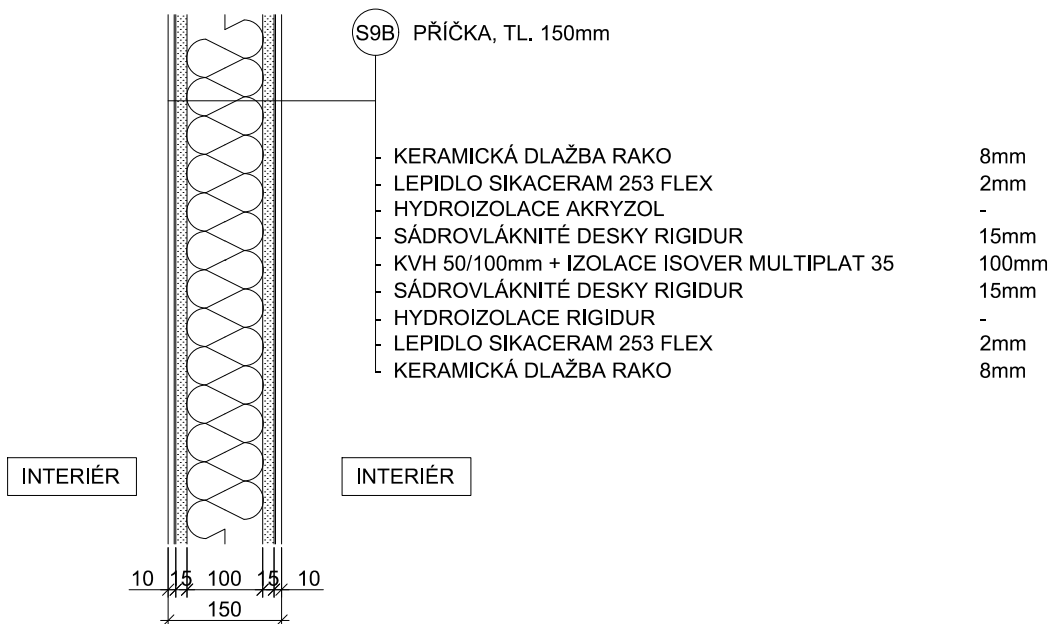 S9B PŘÍČKA, TL. 150mm
KERAMICKÁ DLAŽBA RAKO 8mm
LEPIDLO SIKACERAM 253 FLEX 2mm
HYDROIZOLACE AKRYZOL -
SÁDROVLÁKNITÉ DESKY RIGIDUR 15mm
KVH 50/100mm + IZOLACE ISOVER MULTIPLAT 35 100mm
SÁDROVLÁKNITÉ DESKY RIGIDUR 15mm
HYDROIZOLACE RIGIDUR -
LEPIDLO SIKACERAM 253 FLEX 2mm
KERAMICKÁ DLAŽBA RAKO 8mm
INTERIÉR INTERIÉR
10 15 100 15 10
150